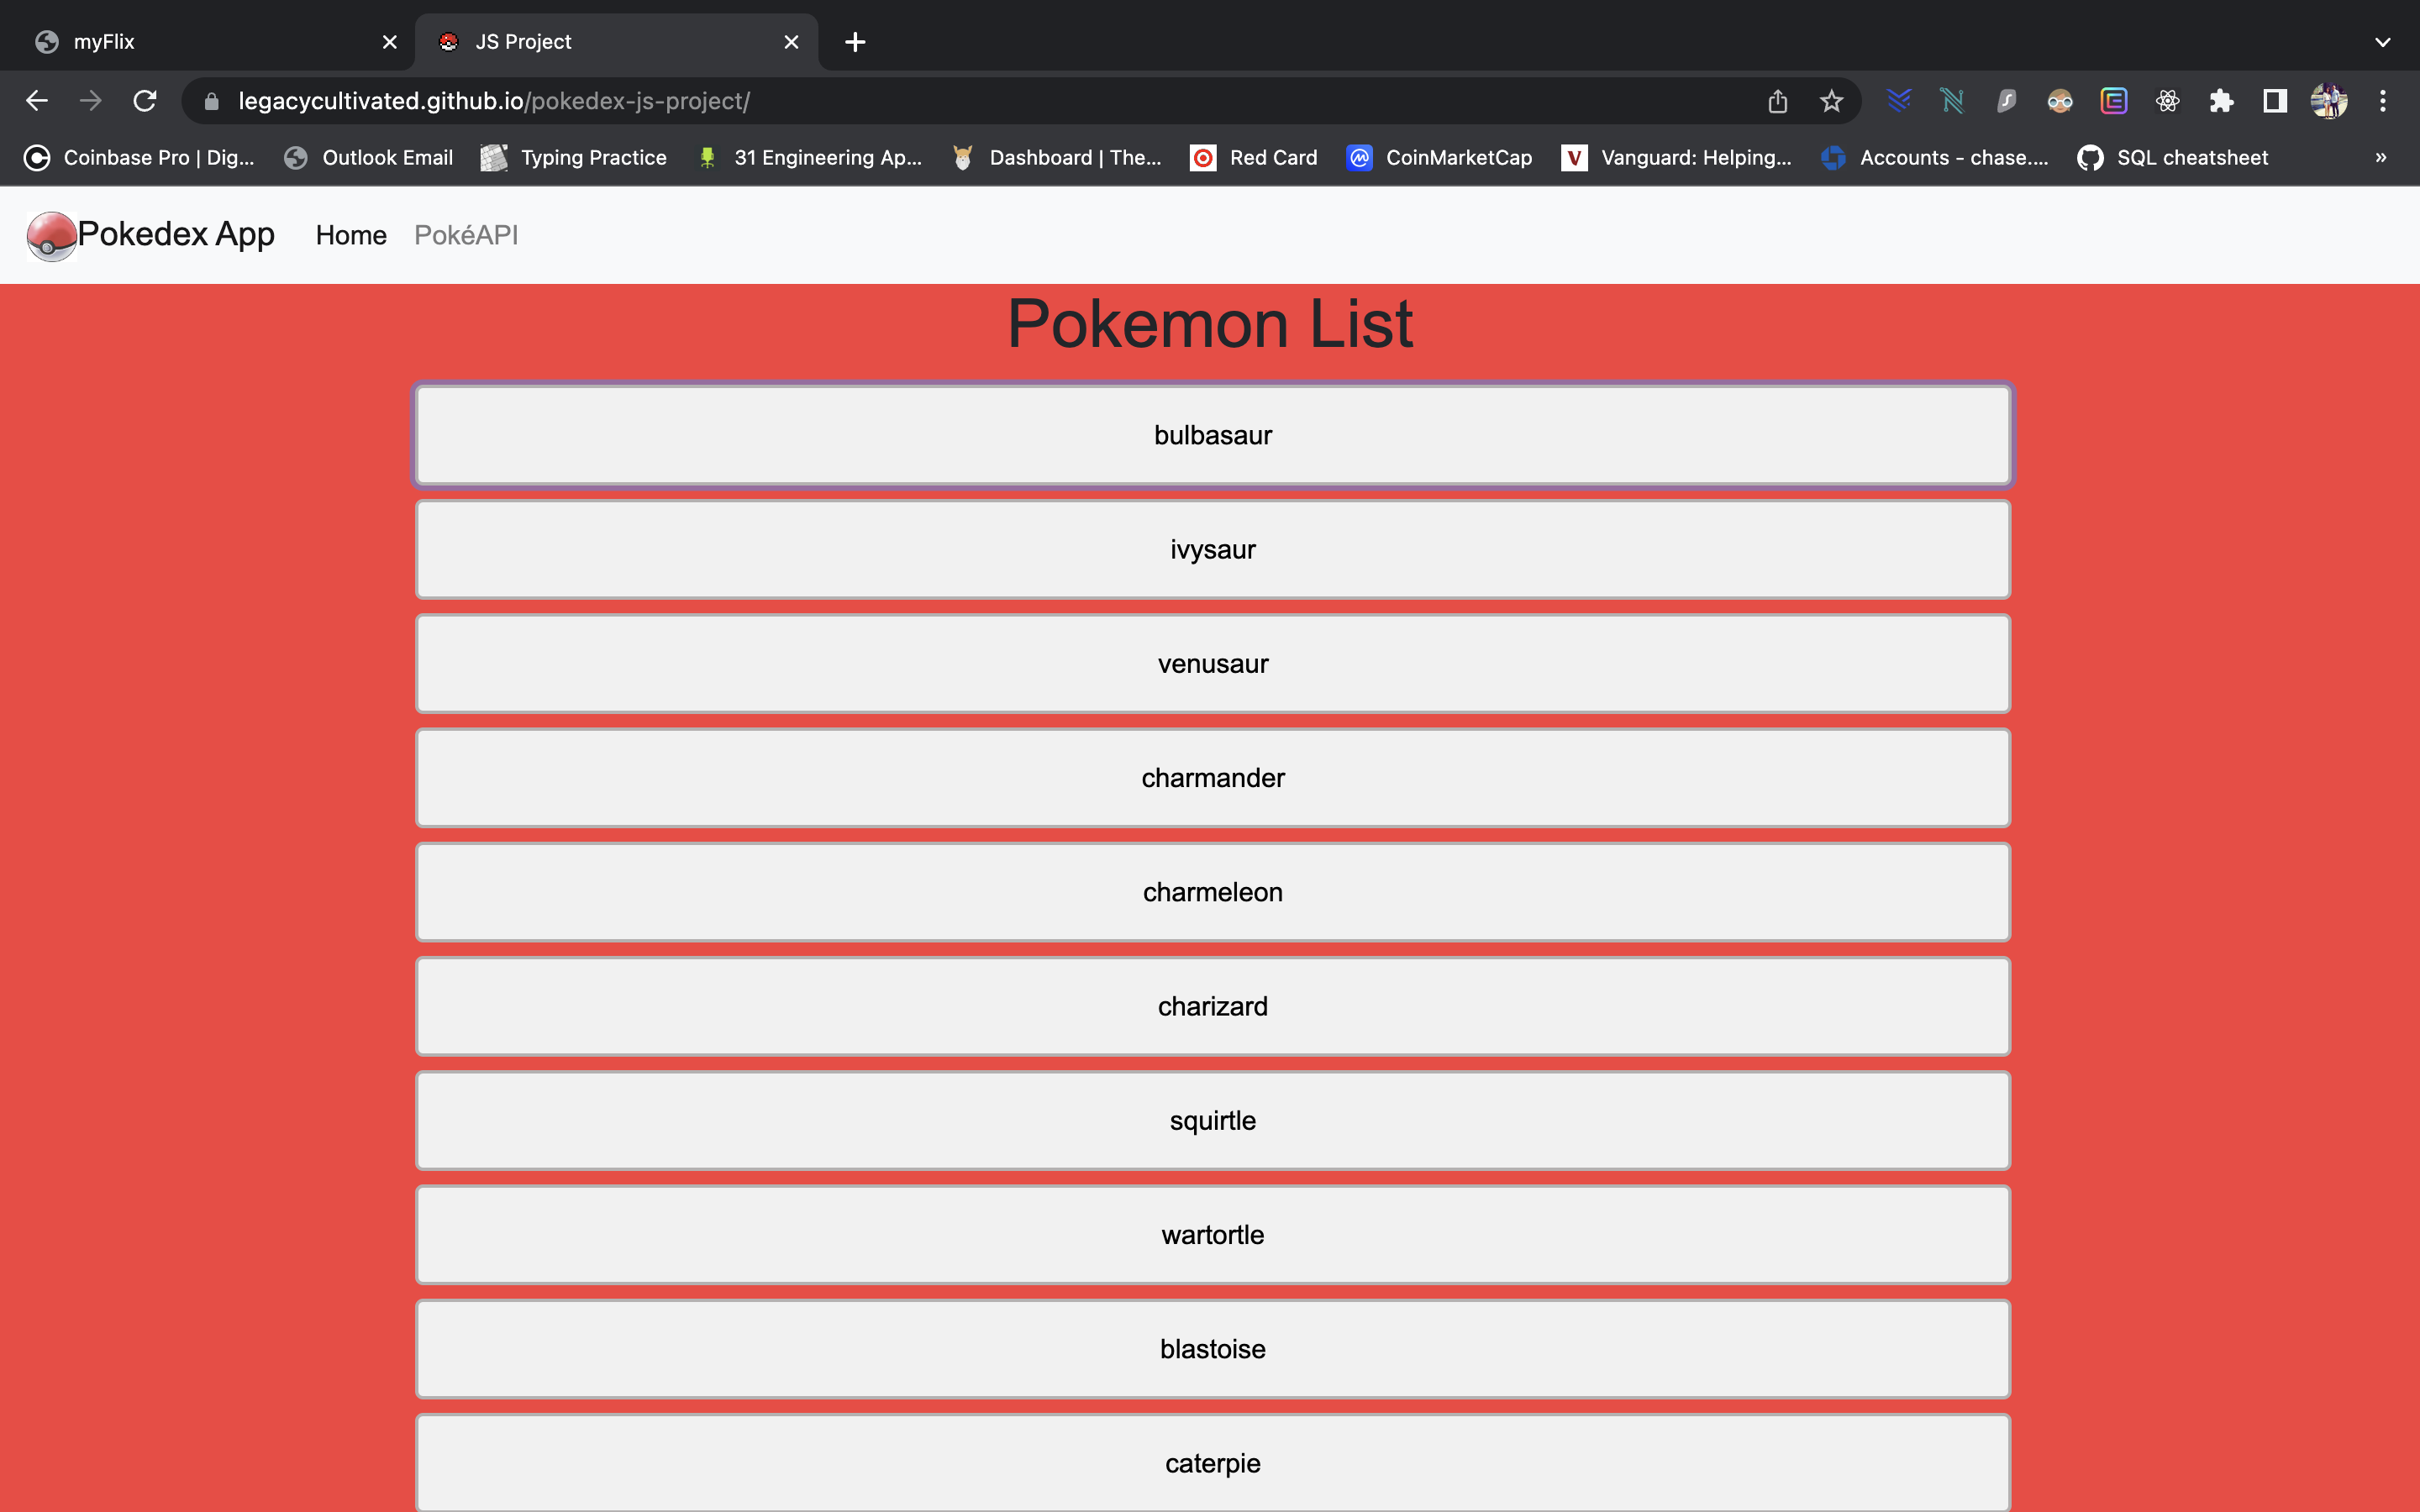 myFlix
JS Project
legacycultivated.github.io/pokedex-js-project/
Coinbase Pro | Dig... Outlook Email Typing Practice 31 Engineering Ap... Dashboard | The... Red Card CoinMarketCap Vanguard: Helping... Accounts - chase.... SQL cheatsheet »
Pokedex App Home PokéAPI
Pokemon List
bulbasaur
ivysaur
venusaur
charmander
charmeleon
charizard
squirtle
wartortle
blastoise
caterpie